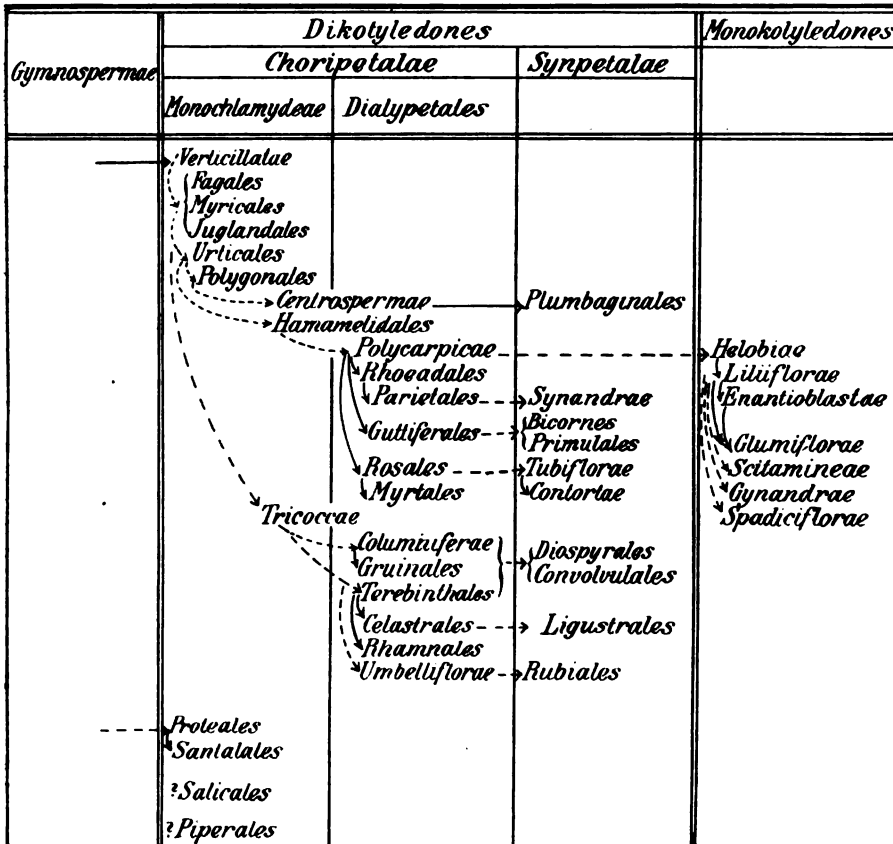 Dikotyledones Monokolyledones
Gymnospermae Choripetalae Synpetalae
Monochlamydeae Dialypetales
Verticillatae
Fagales
Myricales
Juglandales
Urticales
Polygonales
Centrospermae Plumbaginales
Hamamelidales
Polycarpicae Helobiae
Rhoeadales Liliiflorae
Parietales Synandrae Enantioblastae
Guttiferales Bicornes
Primulales Glumiflorae
Rosales Tubiflorae Scitamineae
Myrtales Contortae Gynandrae
Tricoccae Spadiciflorae
Columniferae Diospyrales
Gruinales Convolvulales
Terebinthales
Celastrales Ligustrales
Rhamnales
Umbelliflorae Rubiales
Proteales
Santalales
?Salicales
?Piperales